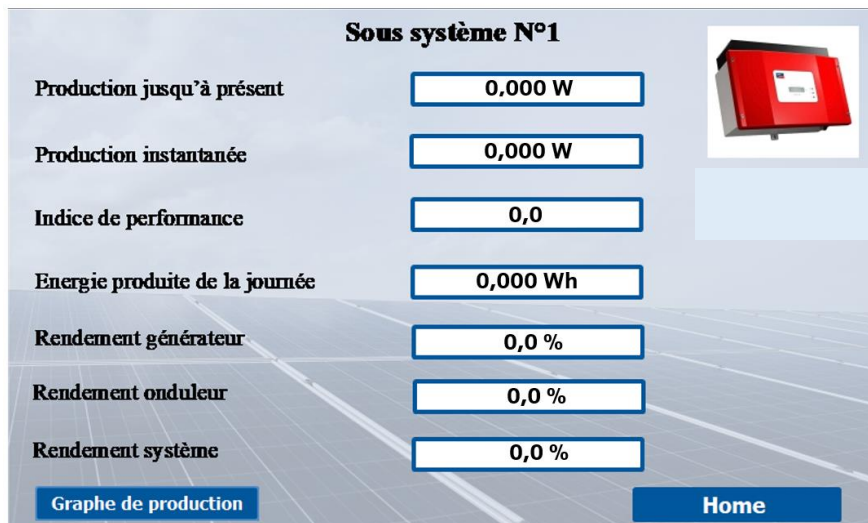 Sous système N°1
Production jusqu'à présent 0,000 W
Production instantanée 0,000 W
Indice de performance 0,0
Energie produite de la journée 0,000 Wh
Rendement générateur 0,0 %
Rendement onduleur 0,0 %
Rendement système 0,0 %
Graphe de production Home